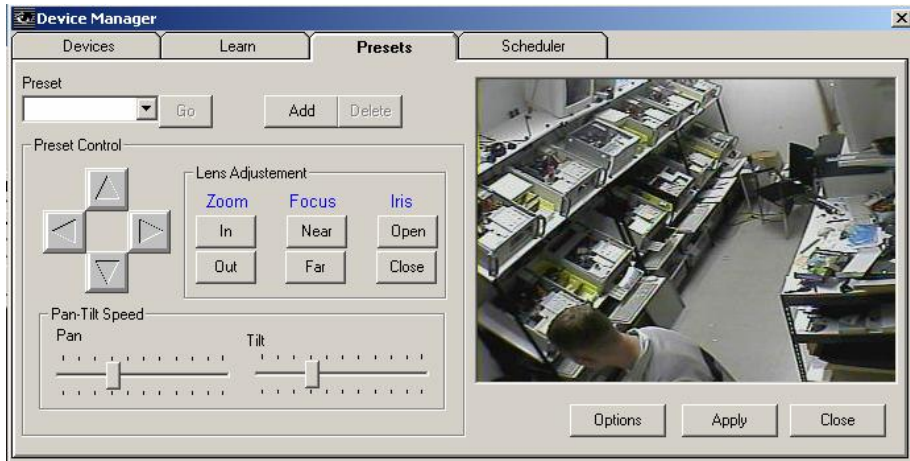 Device Manager
Devices Learn Presets Scheduler
Preset
Go Add Delete
Preset Control
Lens Adjustement
Zoom Focus Iris
In Near Open
Out Far Close
Pan-Tilt Speed
Pan Tilt
Options Apply Close